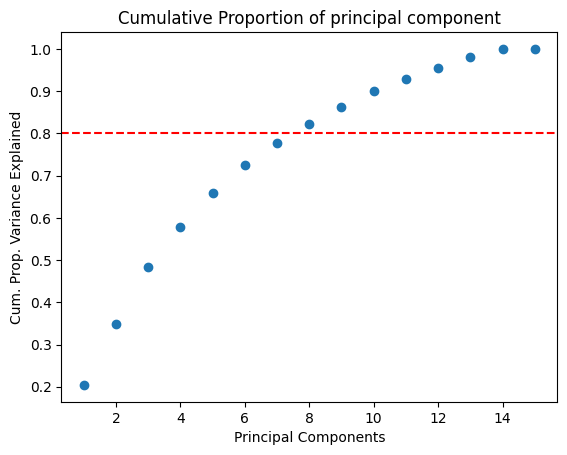 Cumulative Proportion of principal component
1.0
0.9
0.8
0.7
0.6
0.5
0.4
0.3
0.2
Cum. Prop. Variance Explained
2 4 6 8 10 12 14
Principal Components